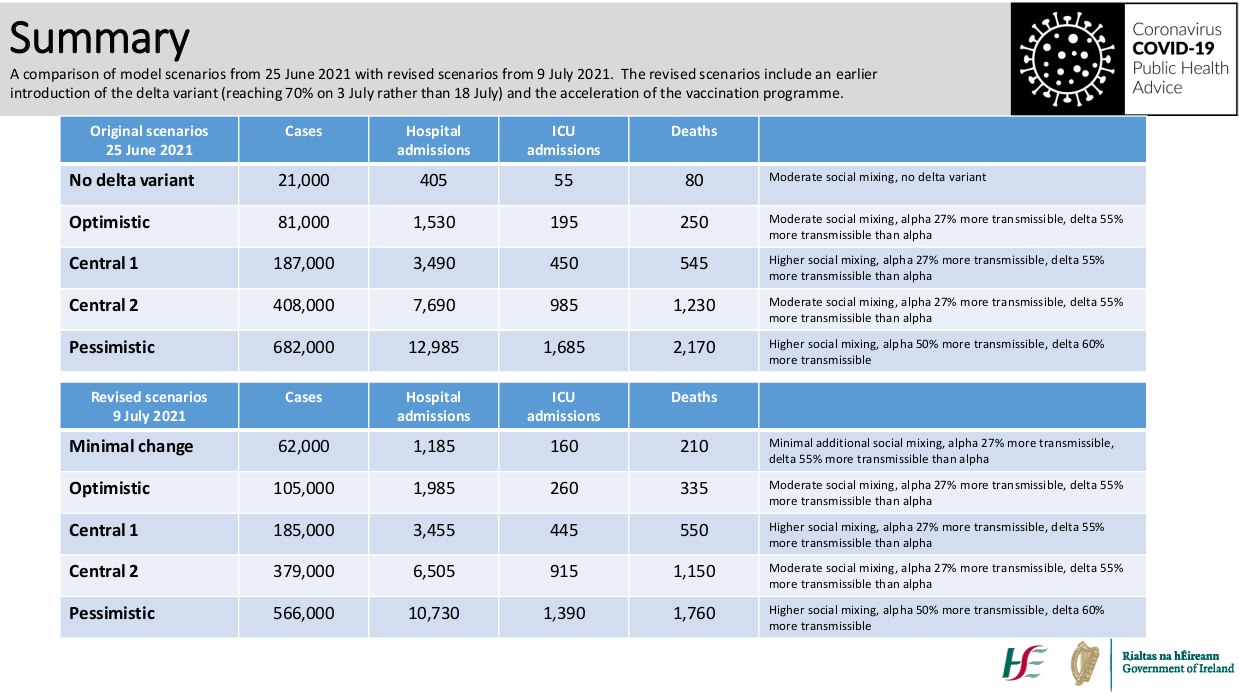 Summary
A comparison of model scenarios from 25 June 2021 with revised scenarios from 9 July 2021. The revised scenarios include an earlier
introduction of the delta variant (reaching 70% on 3 July rather than 18 July) and the acceleration of the vaccination programme.
Coronavirus
COVID-19
Public Health
Advice
Original scenarios
25 June 2021
Cases
Hospital
admissions
ICU
admissions
Deaths
No delta variant 21,000 405 55 80 Moderate social mixing, no delta variant
Optimistic 81,000 1,530 195 250 Moderate social mixing, alpha 27% more transmissible, delta 55%
more transmissible than alpha
Central 1 187,000 3,490 450 545 Higher social mixing, alpha 27% more transmissible, delta 55%
more transmissible than alpha
Central 2 408,000 7,690 985 1,230 Moderate social mixing, alpha 27% more transmissible, delta 55%
more transmissible than alpha
Pessimistic 682,000 12,985 1,685 2,170 Higher social mixing, alpha 50% more transmissible, delta 60%
more transmissible
Revised scenarios
9 July 2021
Cases
Hospital
admissions
ICU
admissions
Deaths
Minimal change 62,000 1,185 160 210 Minimal additional social mixing, alpha 27% more transmissible,
delta 55% more transmissible than alpha
Optimistic 105,000 1,985 260 335 Moderate social mixing, alpha 27% more transmissible, delta 55%
more transmissible than alpha
Central 1 185,000 3,455 445 550 Higher social mixing, alpha 27% more transmissible, delta 55%
more transmissible than alpha
Central 2 379,000 6,505 915 1,150 Moderate social mixing, alpha 27% more transmissible, delta 55%
more transmissible than alpha
Pessimistic 566,000 10,730 1,390 1,760 Higher social mixing, alpha 50% more transmissible, delta 60%
more transmissible
HE
Rialtas na hÉireann
Government of Ireland